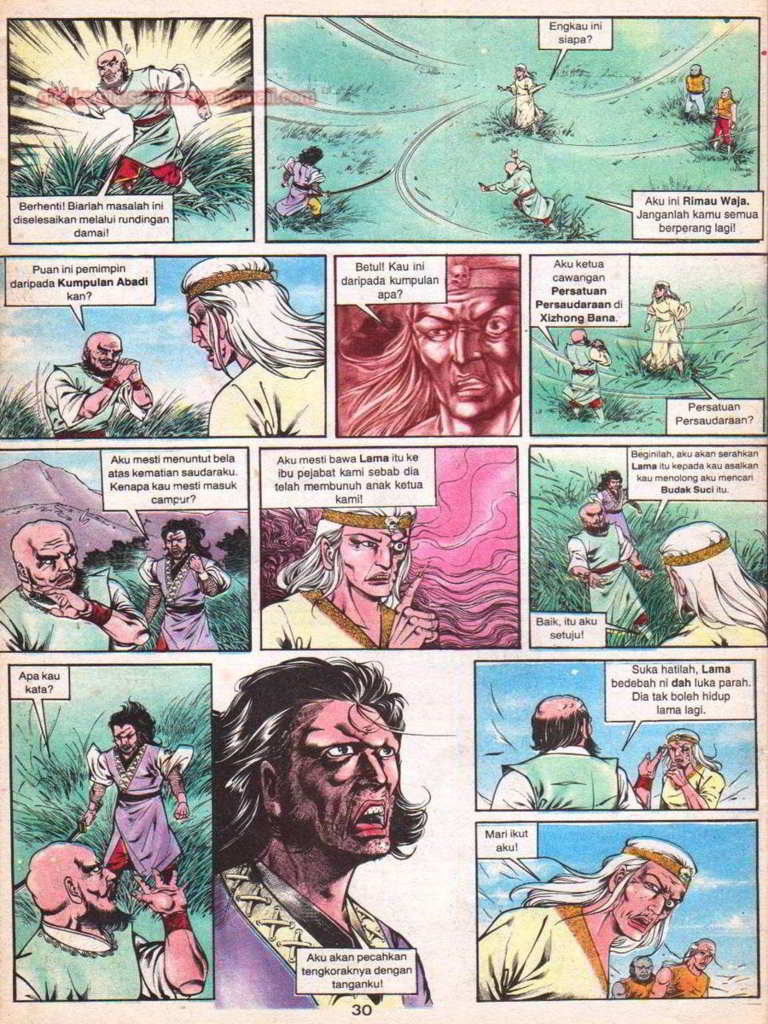 Berhenti! Biarlah masalah ini
diselesaikan melalui rundingan
damai!
Engkau ini
siapa?
Aku ini Rimau Waja.
Janganlah kamu semua
berperang lagi!
Puan ini pemimpin
daripada Kumpulan Abadi
kan?
Betul! Kau ini
daripada kumpulan
apa?
Aku ketua
cawangan
Persatuan
Persaudaraan di
Xizhong Bana.
Persatuan
Persaudaraan?
Aku mesti menuntut bela
atas kematian saudaraku.
Kenapa kau mesti masuk
campur?
Aku mesti bawa Lama itu ke
ibu pejabat kami sebab dia
telah membunuh anak ketua
kami!
Beginilah, aku akan serahkan
Lama itu kepada kau asalkan
kau menolong aku mencari
Budak Suci itu.
Baik, itu aku
setuju!
Apa kau
kata?
Aku akan pecahkan
tengkoraknya dengan
tanganku!
Suka hatilah, Lama
bedebah ni dah luka parah.
Dia tak boleh hidup
lama lagi.
Mari ikut
aku!
30